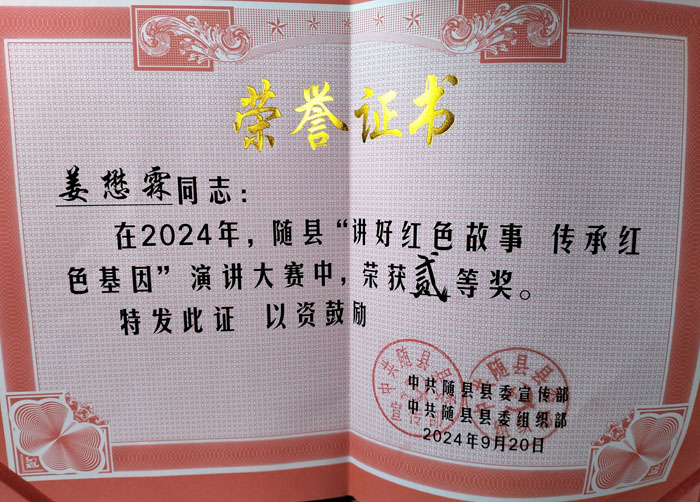 荣誉证书
姜懋霖同志：
在2024年，随县“讲好红色故事 传承红
色基因”演讲大赛中，荣获贰等奖。
特发此证 以资鼓励
中共随县县委宣传部
中共随县县委组织部
2024年9月20日